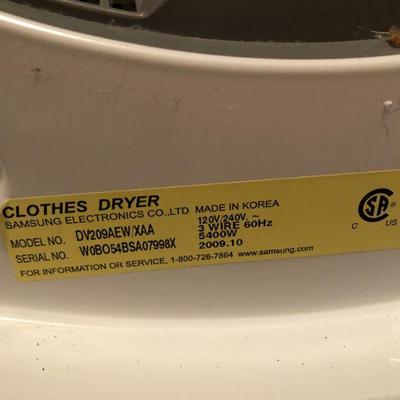 CLOTHES DRYER
SAMSUNG ELECTRONICS CO.,LTD MADE IN KOREA
MODEL NO. DV209AEW/XAA 120V/240V. ~
3 WIRE 60Hz
5400W
SERIAL NO. W0BO54BSA07998X 2009.10
FOR INFORMATION OR SERVICE, 1-800-726-7864 www.samsung.com
C SA US